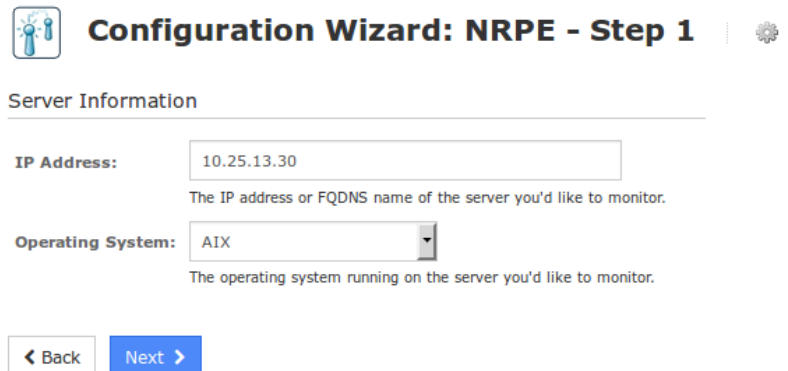 Configuration Wizard: NRPE - Step 1
Server Information
IP Address: 10.25.13.30
The IP address or FQDNS name of the server you'd like to monitor.
Operating System: AIX
The operating system running on the server you'd like to monitor.
Back Next